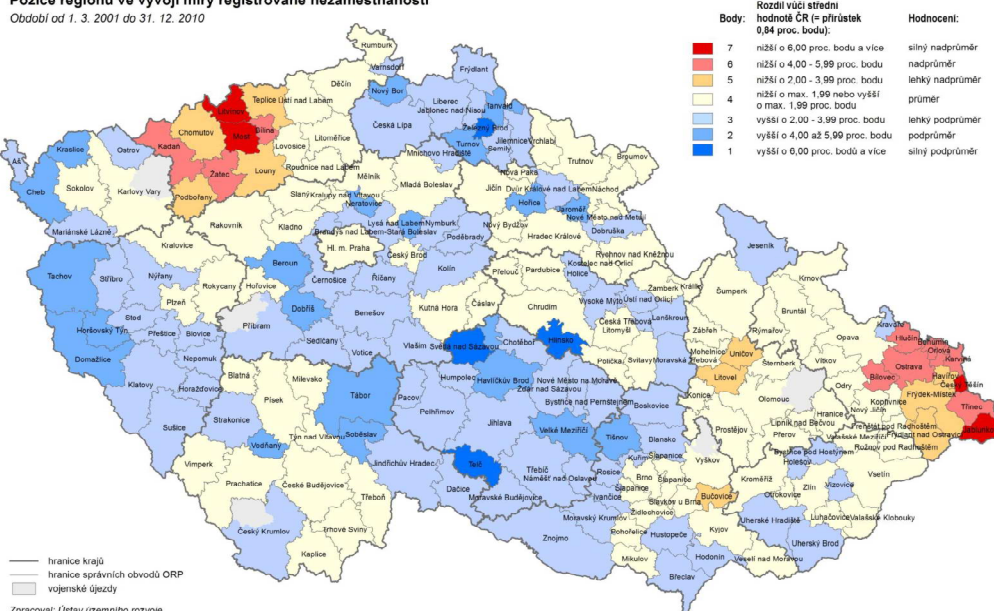 Pozice regionů ve vývoji míry registrované nezaměstnanosti
Období od 1. 3. 2001 do 31. 12. 2010
Body:
Rozdíl vůči střední
hodnotě ČR (= přírůstek
0,84 proc. bodu):
Hodnocení:
7 nižší o 6,00 proc. bodu a více silný nadprůměr
6 nižší o 4,00 - 5,99 proc. bodu nadprůměr
5 nižší o 2,00 - 3,99 proc. bodu lehký nadprůměr
4 nižší o max. 1,99 nebo vyšší
o max. 1,99 proc. bodu průměr
3 vyšší o 2,00 - 3,99 proc. bodu lehký podprůměr
2 vyšší o 4,00 až 5,99 proc. bodu podprůměr
1 vyšší o 6,00 proc. bodů a více silný podprůměr
Rumburk
Varnsdorf
Frýdlant
Děčín
Nový Bor
Liberec
Jablonec nad Nisou
Tanvald
Litvínov
Teplice
Ústí nad Labem
Česká Lípa
Železný Brod
Most
Bílina
Chomutov
Litoměřice
Turnov
Semily
Jilemnice
Vrchlabí
Kadaň
Lovosice
Mnichovo Hradiště
Trutnov
Broumov
Kraslice
Ostrov
Žatec
Louny
Roudnice nad Labem
Mělník
Mladá Boleslav
Nová Paka
Jičín
Dvůr Králové nad Labem
Náchod
Aš
Cheb
Sokolov
Karlovy Vary
Podbořany
Slaný
Kralupy nad Vltavou
Neratovice
Hořice
Jaroměř
Nové Město nad Metují
Mariánské Lázně
Rakovník
Kladno
Brandýs nad Labem-Stará Boleslav
Lysá nad Labem
Nymburk
Poděbrady
Nový Bydžov
Hradec Králové
Dobruška
Kralovice
Hl. m. Praha
Český Brod
Rychnov nad Kněžnou
Kostelec nad Orlicí
Jeseník
Tachov
Stříbro
Nýřany
Plzeň
Rokycany
Hořovice
Beroun
Černošice
Říčany
Kolín
Přelouč
Pardubice
Holice
Žamberk
Králíky
Krnov
Dobříš
Kutná Hora
Čáslav
Chrudim
Vysoké Mýto
Ústí nad Orlicí
Šumperk
Bruntál
Horšovský Týn
Stod
Přeštice
Blovice
Příbram
Benešov
Česká Třebová
Litomyšl
Lanškroun
Zábřeh
Rýmařov
Opava
Kravaře
Hlučín
Bohumín
Orlová
Karviná
Domažlice
Nepomuk
Sedlčany
Votice
Vlašim
Světlá nad Sázavou
Chotěboř
Hlinsko
Polička
Svitavy
Moravská Třebová
Mohelnice
Uničov
Šternberk
Vítkov
Ostrava
Havířov
Český Těšín
Klatovy
Horažďovice
Blatná
Milevsko
Tábor
Pacov
Humpolec
Havlíčkův Brod
Nové Město na Moravě
Žďár nad Sázavou
Litovel
Bílovec
Odry
Frýdek-Místek
Třinec
Sušice
Strakonice
Písek
Pelhřimov
Jihlava
Bystřice nad Pernštejnem
Boskovice
Konice
Olomouc
Kopřivnice
Nový Jičín
Hranice
Jablunkov
Vodňany
Týn nad Vltavou
Soběslav
Velké Meziříčí
Tišnov
Blansko
Prostějov
Lipník nad Bečvou
Přerov
Valašské Meziříčí
Frenštát pod Radhoštěm
Frýdlant nad Ostravicí
Rožnov pod Radhoštěm
Vimperk
Prachatice
České Budějovice
Jindřichův Hradec
Telč
Třebíč
Náměšť nad Oslavou
Rosice
Kuřim
Šlapanice
Vyškov
Bystřice pod Hostýnem
Holešov
Vsetín
Třeboň
Dačice
Moravské Budějovice
Ivančice
Šlapanice
Brno
Šlapanice
Bučovice
Slavkov u Brna
Kroměříž
Otrokovice
Zlín
Vizovice
Český Krumlov
Trhové Sviny
Kaplice
Znojmo
Moravský Krumlov
Židlochovice
Pohořelice
Hustopeče
Kyjov
Uherské Hradiště
Luhačovice
Valašské Klobouky
Uherský Brod
Mikulov
Břeclav
Hodonín
Veselí nad Moravou
hranice krajů
hranice správních obvodů ORP
vojenské újezdy
Zpracoval: Ústav územního rozvoje